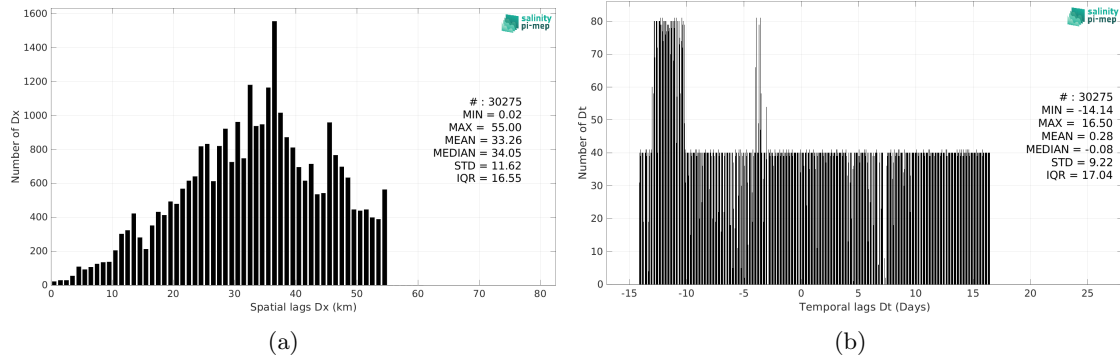 1600
1400
1200
1000
800
600
400
200
0
Number of Dx
0 10 20 30 40 50 60 70 80
Spatial lags Dx (km)
salinity
pi-mep
# : 30275
MIN = 0.02
MAX = 55.00
MEAN = 33.26
MEDIAN = 34.05
STD = 11.62
IQR = 16.55
(a)
80
70
60
50
40
30
20
10
0
Number of Dt
-15 -10 -5 0 5 10 15 20 25
Temporal lags Dt (Days)
salinity
pi-mep
# : 30275
MIN = -14.14
MAX = 16.50
MEAN = 0.28
MEDIAN = -0.08
STD = 9.22
IQR = 17.04
(b)